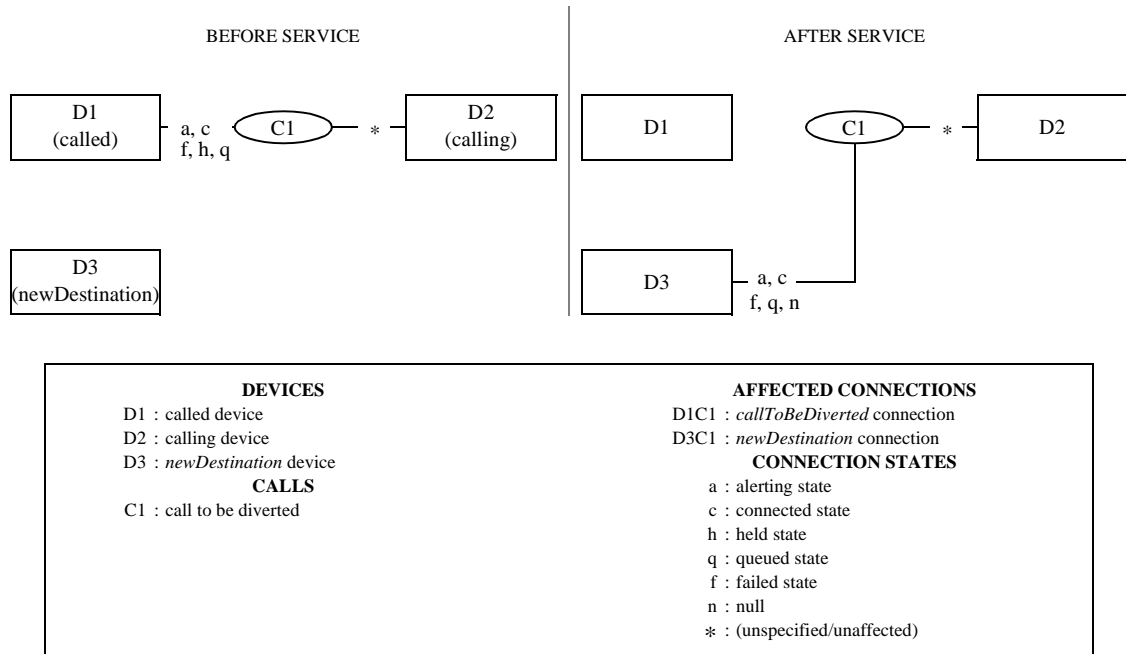 BEFORE SERVICE
AFTER SERVICE
D1
(called)
a, c
f, h, q
C1
*
D2
(calling)
D3
(newDestination)
D1
C1
*
D2
D3
a, c
f, q, n
DEVICES
D1 : called device
D2 : calling device
D3 : newDestination device
CALLS
C1 : call to be diverted
AFFECTED CONNECTIONS
D1C1 : callToBeDiverted connection
D3C1 : newDestination connection
CONNECTION STATES
a : alerting state
c : connected state
h : held state
q : queued state
f : failed state
n : null
* : (unspecified/unaffected)